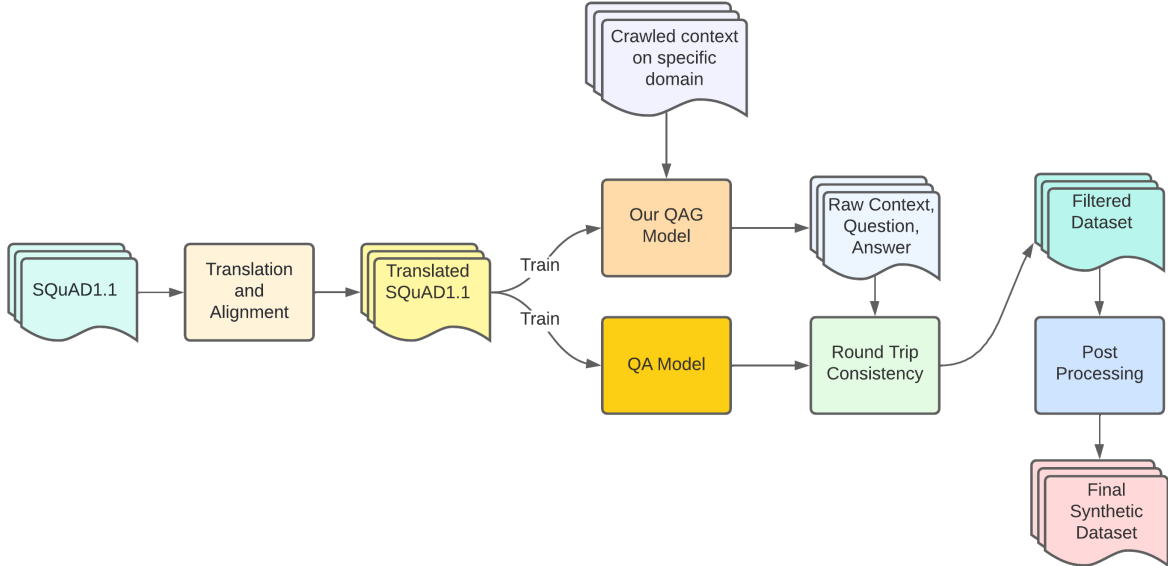 Crawled context
on specific
domain
Our QAG
Model
Raw Context,
Question,
Answer
Filtered
Dataset
SQuAD1.1
Translation
and
Alignment
Translated
SQuAD1.1
Train
Train
QA Model
Round Trip
Consistency
Post
Processing
Final
Synthetic
Dataset